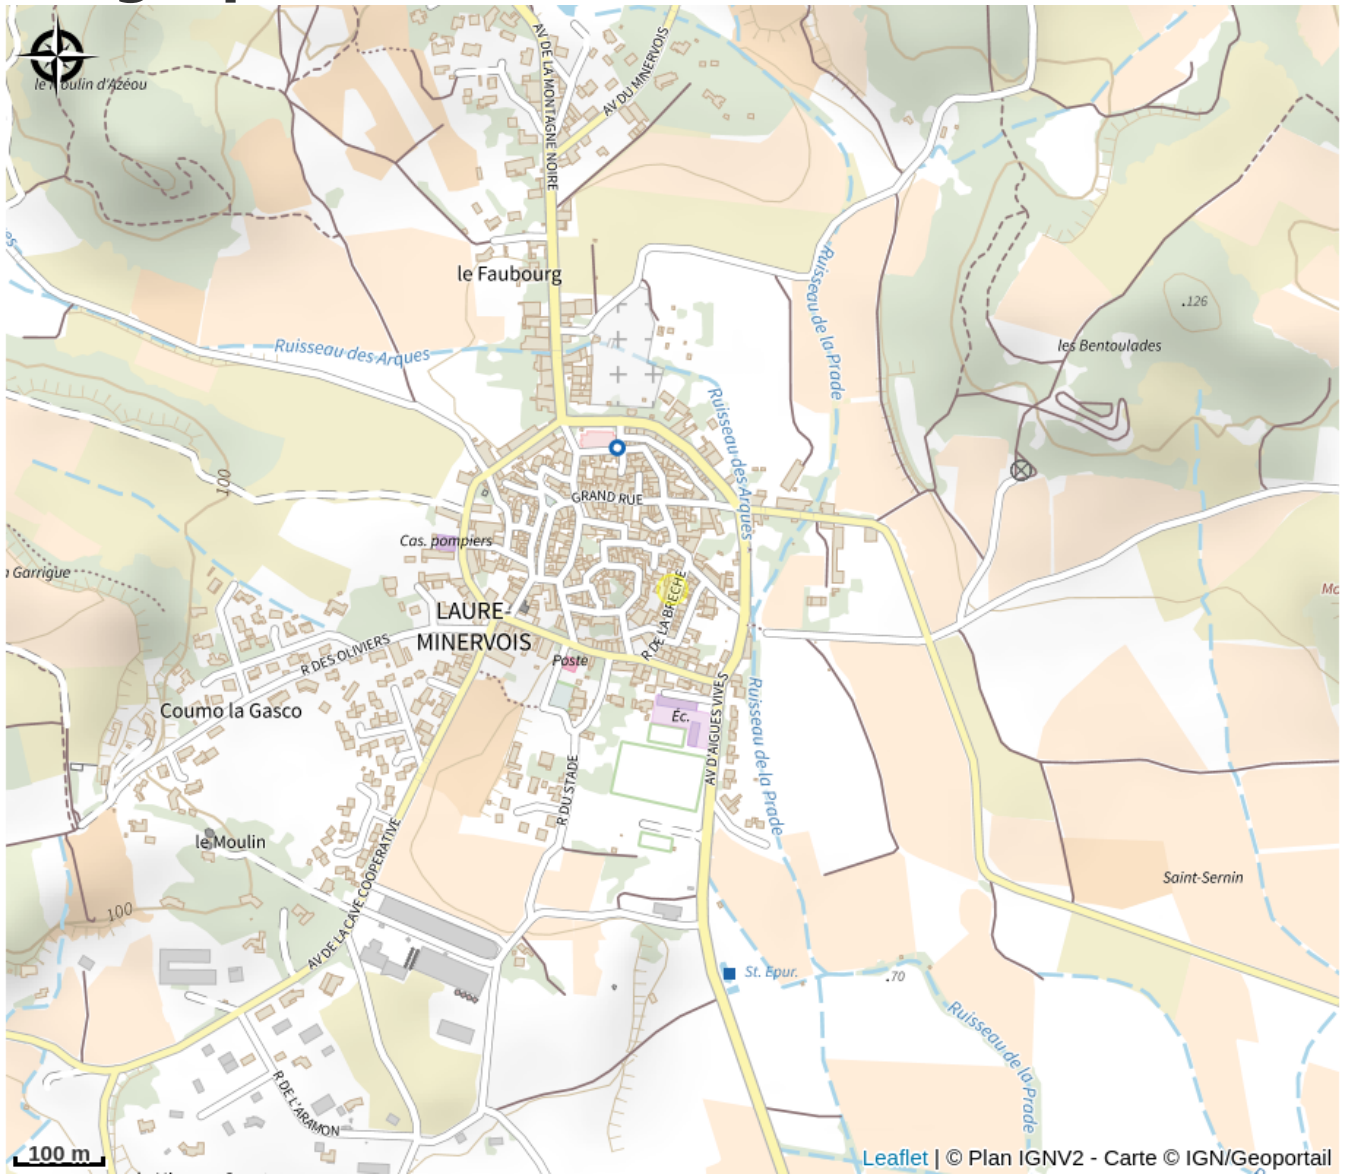 AV DE LA MONTAGNE NOIRE
AV DU MINERVOIS
le Moulin d'Azéou
le Faubourg
Ruisseau de la Prade
.126
Ruisseau des Arques
les Bentoulades
Ruisseau des Arques
100
GRAND RUE
Cas. pompiers
Garrigue
LAURE-
MINERVOIS
R DE LA BRECHE
R DES OLIVIERS
Poste
Coumo la Gasco
Éc.
AV D'AIGUES VIVES
Ruisseau de la Prade
R DU STADE
le Moulin
AV DE LA CAVE COOPERATIVE
Saint-Sernin
100
St. Epur.
.70
Ruisseau de la Prade
R DE L'ARAMON
100 m
Leaflet | © Plan IGNV2 - Carte © IGN/Geoportail